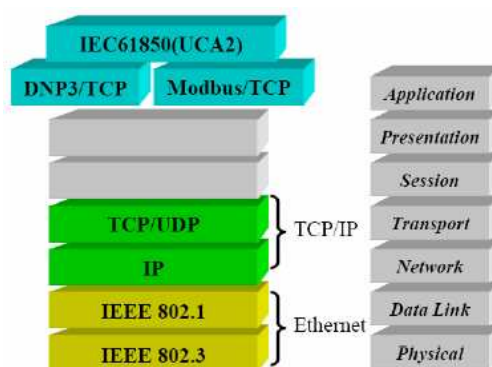 IEC61850(UCA2)
DNP3/TCP
Modbus/TCP
TCP/UDP
IP
IEEE 802.1
IEEE 802.3
TCP/IP
Ethernet
Application
Presentation
Session
Transport
Network
Data Link
Physical